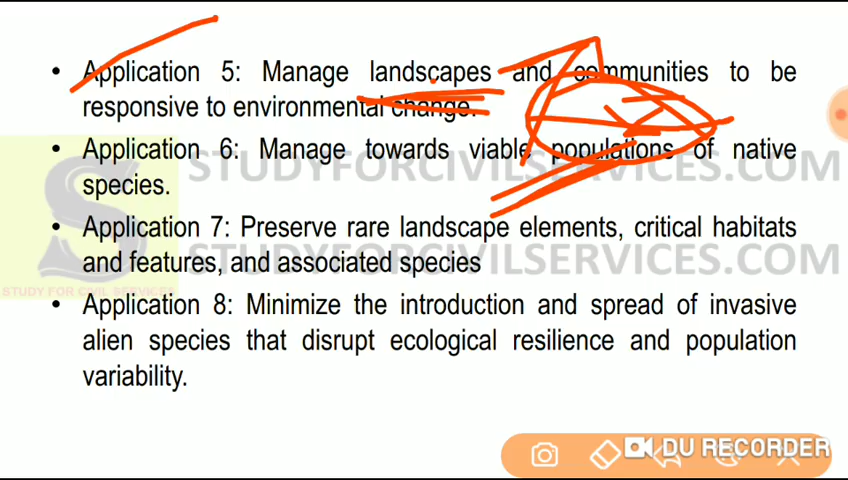 • Application 5: Manage landscapes and communities to be
responsive to environmental change.
• Application 6: Manage towards viable populations of native
species.
• Application 7: Preserve rare landscape elements, critical habitats
and features, and associated species
• Application 8: Minimize the introduction and spread of invasive
alien species that disrupt ecological resilience and population
variability.
STUDYFORCIVILSERVICES.COM
STUDYFORCIVILSERVICES.COM
S
STUDY FOR CIVIL SERVICES
DU RECORDER